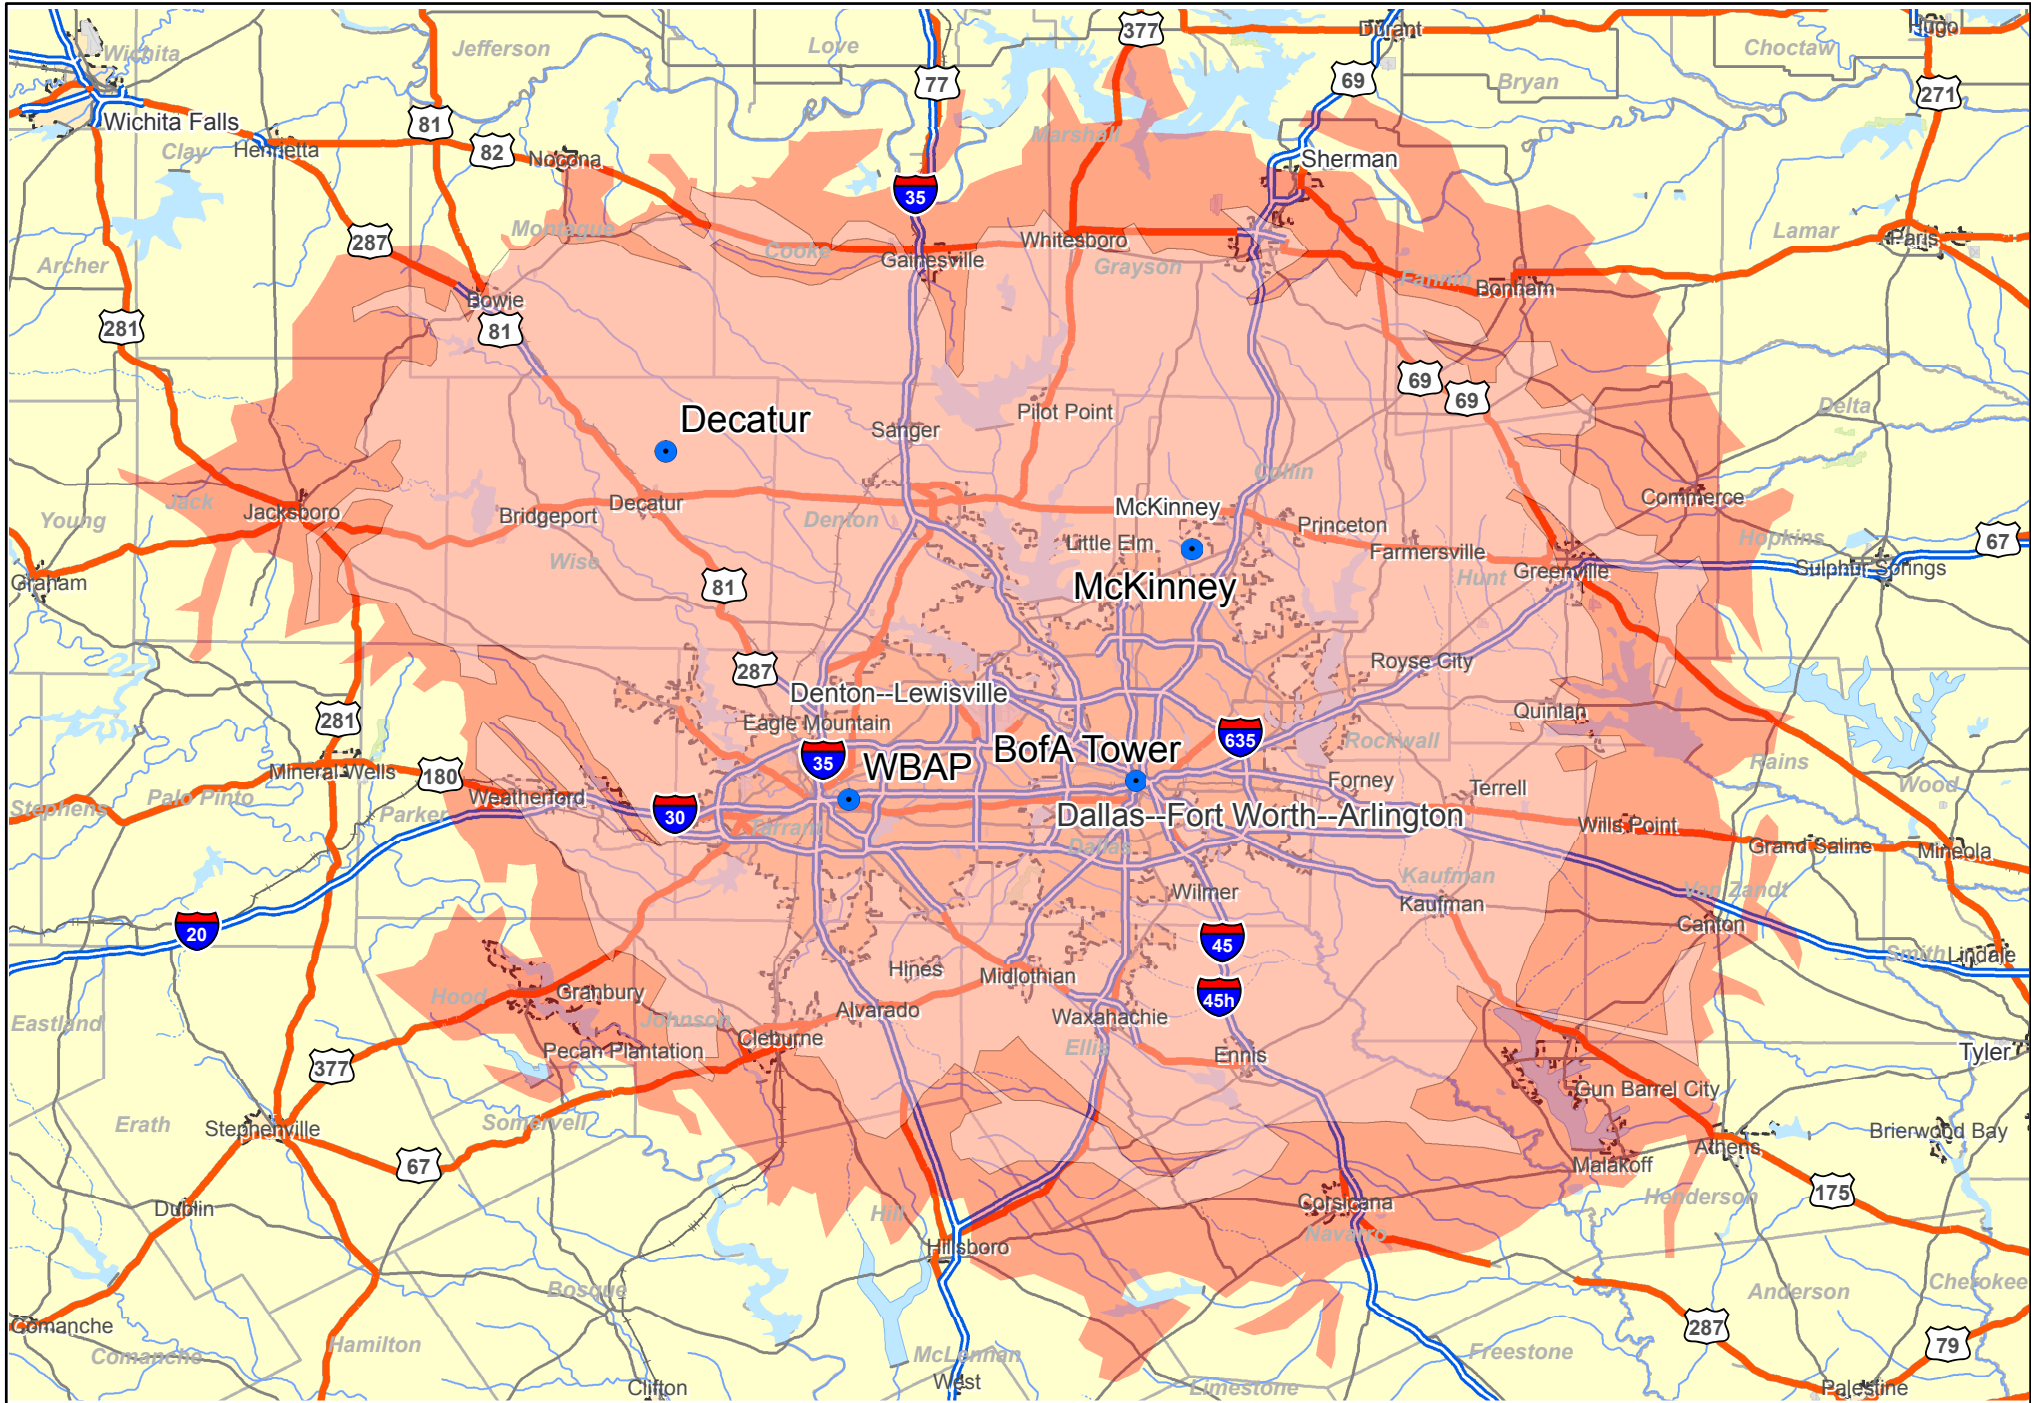 377
Durant
Hugo
Wichita
Jefferson
Love
Choctaw
77
69
Bryan
271
Wichita Falls
81
Marshall
Clay
Henrietta
82
Nocona
Sherman
35
Montague
Cooke
Whitesboro
Lamar
Paris
287
Archer
Gainesville
Grayson
Fannin
Bonham
Bowie
281
81
69
69
Decatur
Pilot Point
Delta
Sanger
Collin
Jack
Jacksboro
Bridgeport
Decatur
Denton
McKinney
Princeton
Commerce
Young
Little Elm
Farmersville
Hopkins
67
Wise
Graham
81
McKinney
Hunt
Greenville
Sulphur Springs
287
Royse City
Denton--Lewisville
281
Eagle Mountain
Quinlan
35
WBAP
BofA Tower
635
Rockwall
Rains
Mineral Wells
180
Weatherford
Forney
Terrell
Wood
Stephens
Palo Pinto
Parker
30
Tarrant
Dallas--Fort Worth--Arlington
Wills Point
Dallas
Grand Saline
Mineola
Wilmer
Kaufman
Kaufman
Van Zandt
20
45
Canton
Smith
Lindale
Hines
Midlothian
Hood
Granbury
45h
Eastland
Johnson
Alvarado
Waxahachie
Cleburne
Ellis
Ennis
Pecan Plantation
Tyler
377
Gun Barrel City
Erath
Stephenville
Somervell
Brierwood Bay
Athens
67
Malakoff
Dublin
Corsicana
Henderson
175
Hill
Navarro
Hillsboro
Bosque
Anderson
Cherokee
Comanche
287
Hamilton
79
Comanche
McLennan
Freestone
Clifton
West
Limestone
Palestine